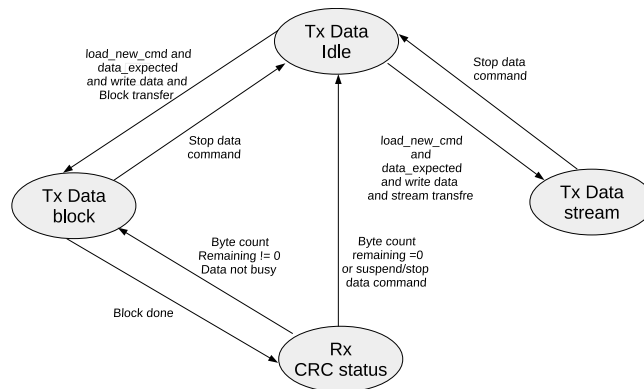 Tx Data
Idle
load_new_cmd and
data_expected
and write data and
Block transfer
Stop data
command
Stop data
command
load_new_cmd
and
data_expected
and write data
and stream transfre
Tx Data
block
Tx Data
stream
Byte count
Remaining != 0
Data not busy
Byte count
remaining =0
or suspend/stop
data command
Block done
Rx
CRC status